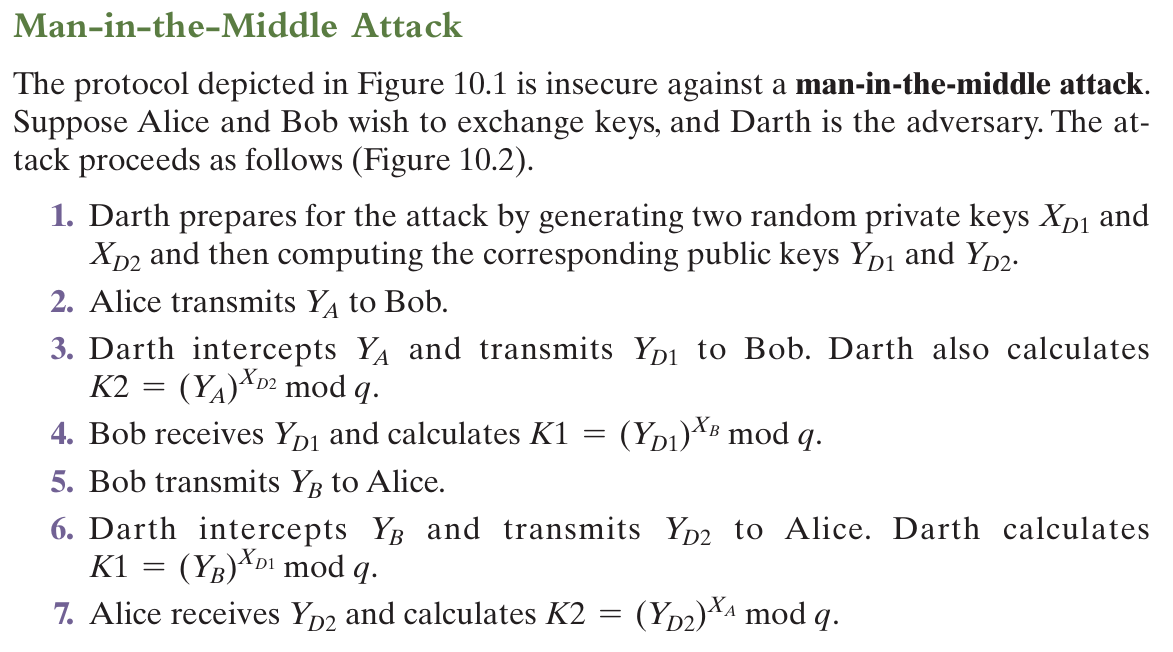 Man-in-the-Middle Attack
The protocol depicted in Figure 10.1 is insecure against a man-in-the-middle attack.
Suppose Alice and Bob wish to exchange keys, and Darth is the adversary. The at-
tack proceeds as follows (Figure 10.2).
1. Darth prepares for the attack by generating two random private keys X_{D1} and
X_{D2} and then computing the corresponding public keys Y_{D1} and Y_{D2}.
2. Alice transmits Y_A to Bob.
3. Darth intercepts Y_A and transmits Y_{D1} to Bob. Darth also calculates
K2 = (Y_A)^{X_{D2}} mod q.
4. Bob receives Y_{D1} and calculates K1 = (Y_{D1})^{X_B} mod q.
5. Bob transmits Y_B to Alice.
6. Darth intercepts Y_B and transmits Y_{D2} to Alice. Darth calculates
K1 = (Y_B)^{X_{D1}} mod q.
7. Alice receives Y_{D2} and calculates K2 = (Y_{D2})^{X_A} mod q.